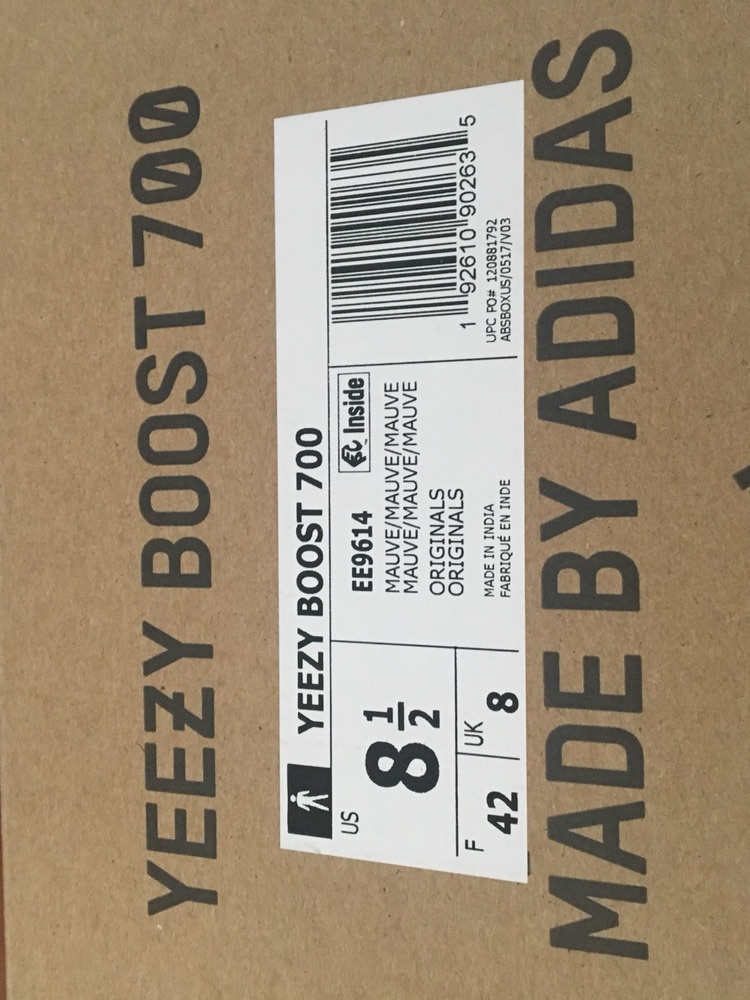 YEEZY BOOST 700
YEEZY BOOST 700
US
8 1/2
F
42
UK
8
EE9614
Inside
MAUVE/MAUVE/MAUVE
MAUVE/MAUVE/MAUVE
ORIGINALS
ORIGINALS
MADE IN INDIA
FABRIQUÉ EN INDE
1 92610 90263 5
UPC PO# 120881792
ABSBOXUS/0517/V03
MADE BY ADIDAS